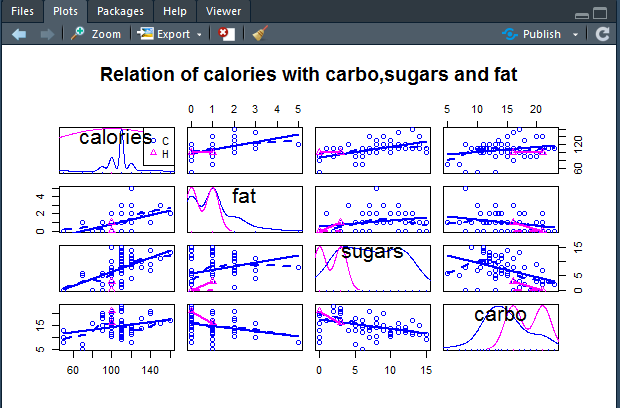 Files Plots Packages Help Viewer
Zoom Export Publish
Relation of calories with carbo,sugars and fat
0 1 2 3 4 5 5 10 15 20
calories C
H
fat
sugars
carbo
60 120
0 2 4
0 5 10 15
5 15
60 100 140 0 5 10 15